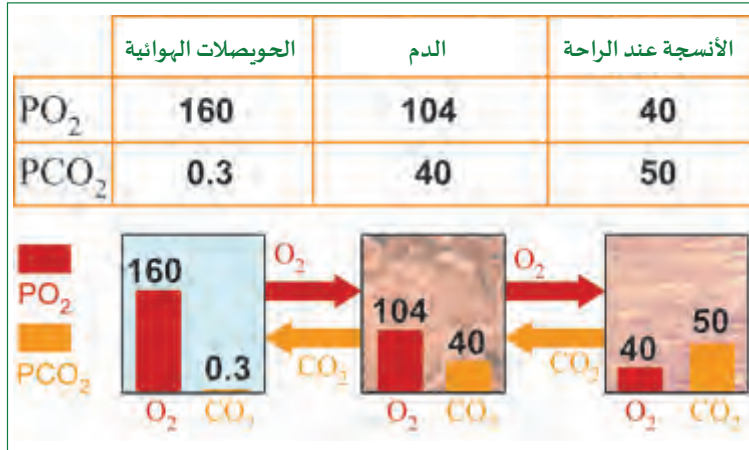 الحويصلات الهوائية الدم الأنسجة عند الراحة
PO₂ 160 104 40
PCO₂ 0.3 40 50
O₂ O₂
160 104 50
PO₂ 0.3 40 40
PCO₂ CO₂ CO₂
O₂ CO₂ O₂ CO₂ O₂ CO₂